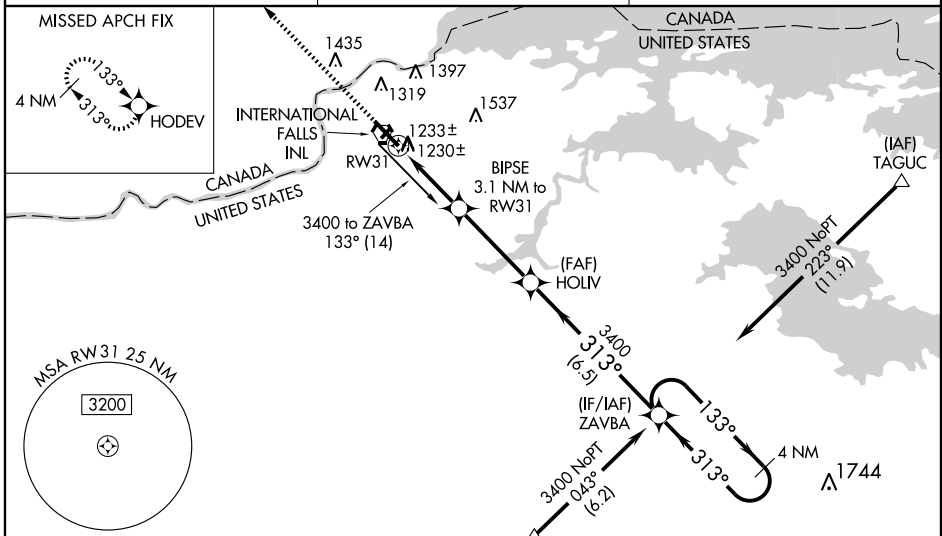 MISSED APCH FIX
133°
4 NM
313°
HODEV
1435
1397
1319
1537
CANADA
UNITED STATES
INTERNATIONAL
FALLS
INL
1233±
1230±
RW31
CANADA
UNITED STATES
3400 to ZAVBA
133° (14)
BIPSE
3.1 NM to
RW31
(IAF)
TAGUC
3400 NoPT
223°
(11.9)
(FAF)
HOLIV
3400
313°
(6.5)
MSA RW31 25 NM
3200
(IF/IAF)
ZAVBA
133°
313°
4 NM
1744
3400 NoPT
043°
(6.2)